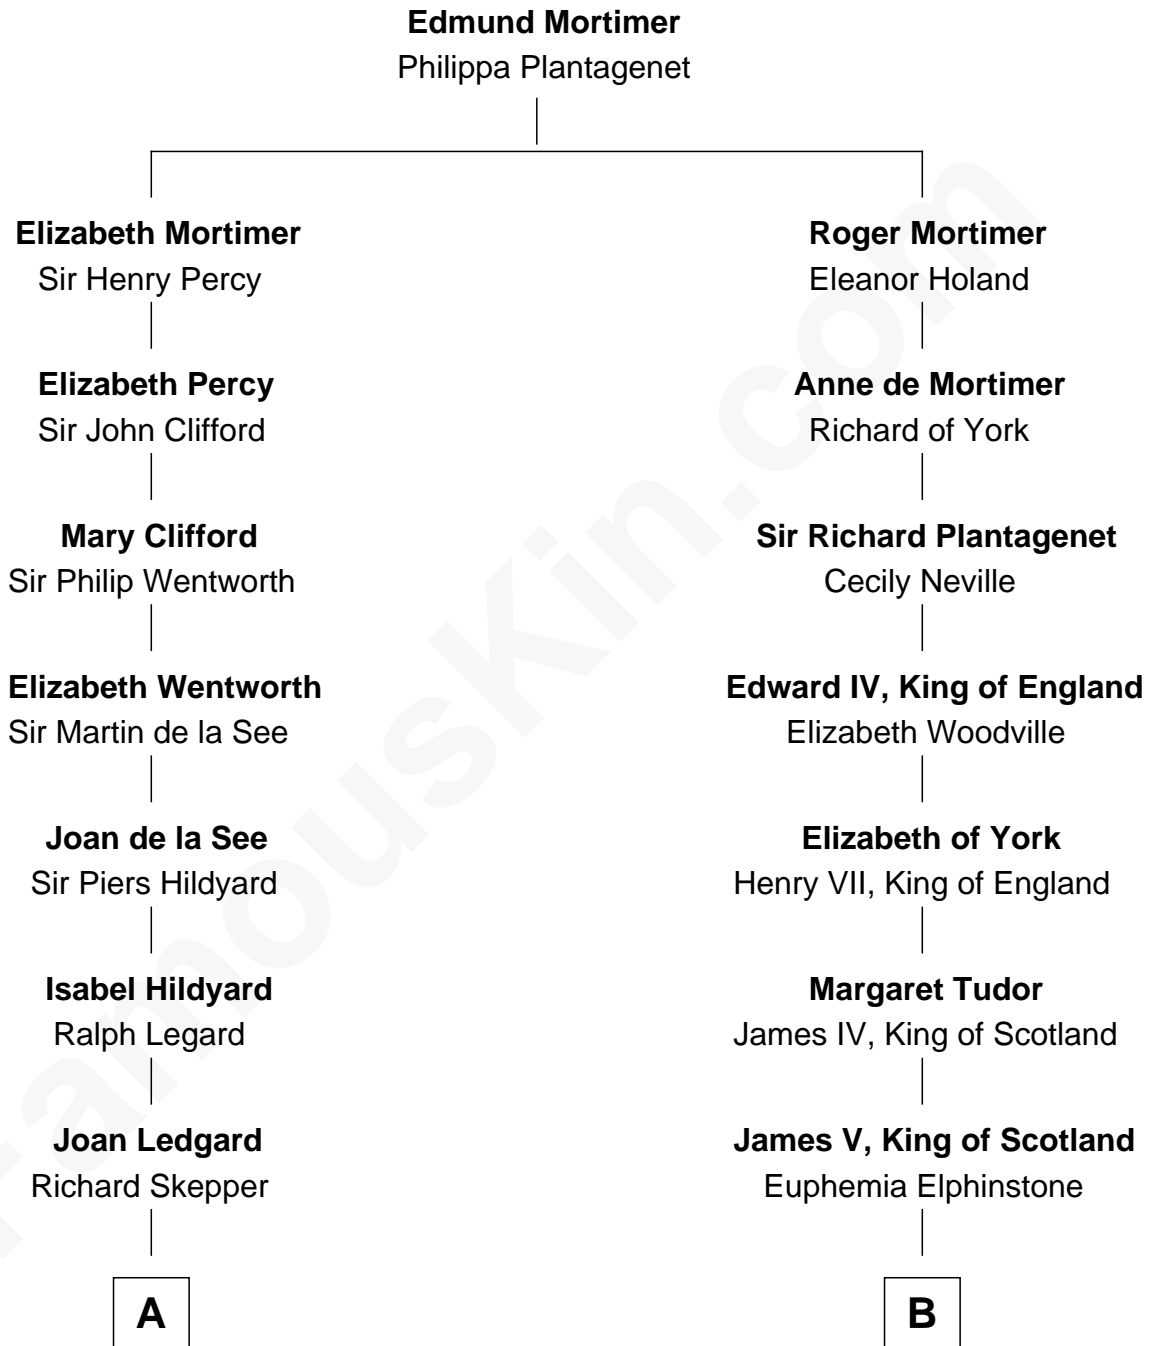 Edmund Mortimer
Philippa Plantagenet
Elizabeth Mortimer
Sir Henry Percy
Roger Mortimer
Eleanor Holand
Elizabeth Percy
Sir John Clifford
Anne de Mortimer
Richard of York
Mary Clifford
Sir Philip Wentworth
Sir Richard Plantagenet
Cecily Neville
Elizabeth Wentworth
Sir Martin de la See
Edward IV, King of England
Elizabeth Woodville
Joan de la See
Sir Piers Hildyard
Elizabeth of York
Henry VII, King of England
Isabel Hildyard
Ralph Legard
Margaret Tudor
James IV, King of Scotland
Joan Ledgard
Richard Skepper
James V, King of Scotland
Euphemia Elphinstone
A
B
FamousKin.com